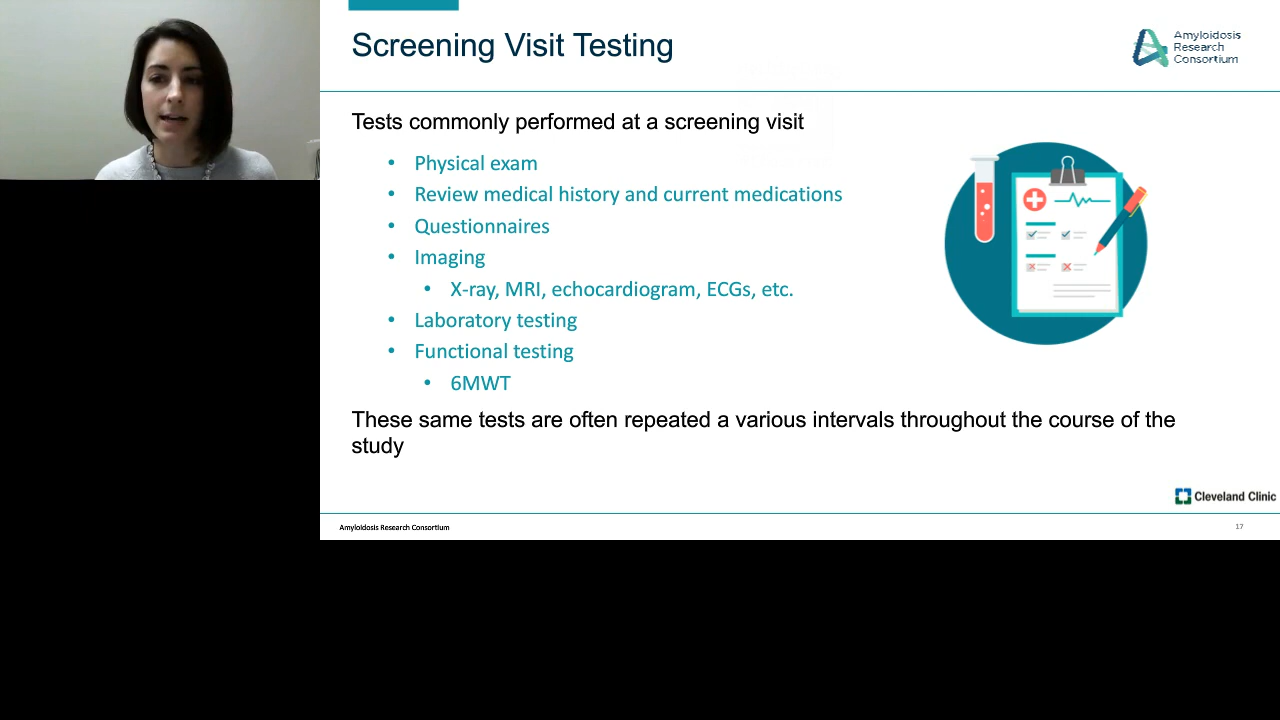 Screening Visit Testing
Amyloidosis
Research
Consortium
Tests commonly performed at a screening visit
• Physical exam
• Review medical history and current medications
• Questionnaires
• Imaging
• X-ray, MRI, echocardiogram, ECGs, etc.
• Laboratory testing
• Functional testing
• 6MWT
These same tests are often repeated a various intervals throughout the course of the
study
Cleveland Clinic
Amyloidosis Research Consortium
17